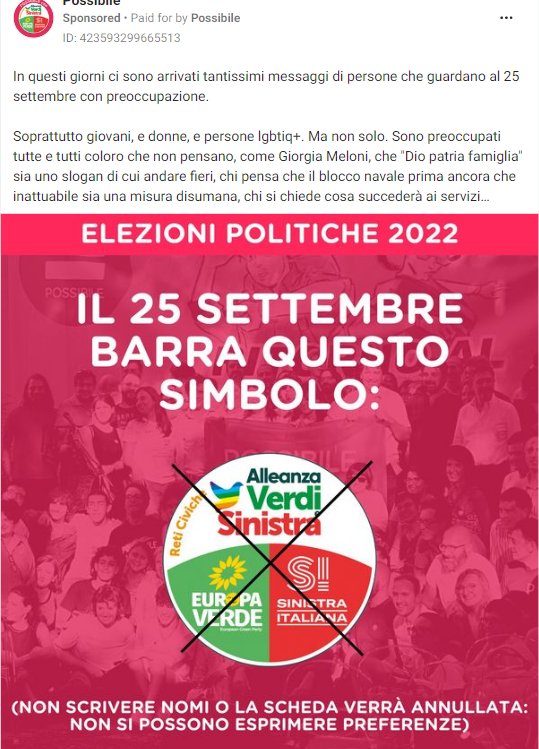 Possibile
Sponsored • Paid for by Possibile
ID: 423593299665513
In questi giorni ci sono arrivati tantissimi messaggi di persone che guardano al 25
settembre con preoccupazione.
Soprattutto giovani, e donne, e persone lgbtiq+. Ma non solo. Sono preoccupati
tutte e tutti coloro che non pensano, come Giorgia Meloni, che "Dio patria famiglia"
sia uno slogan di cui andare fieri, chi pensa che il blocco navale prima ancora che
inattuabile sia una misura disumana, chi si chiede cosa succederà ai servizi...
ELEZIONI POLITICHE 2022
POSSIBILE
IL 25 SETTEMBRE
BARRA QUESTO
SIMBOLO:
POSSIBILE
Alleanza
Verdi
Sinistra
Reti Civiche
EUROPA
VERDE
European Green Party
SI
SINISTRA
ITALIANA
(NON SCRIVERE NOMI O LA SCHEDA VERRÀ ANNULLATA:
NON SI POSSONO ESPRIMERE PREFERENZE)